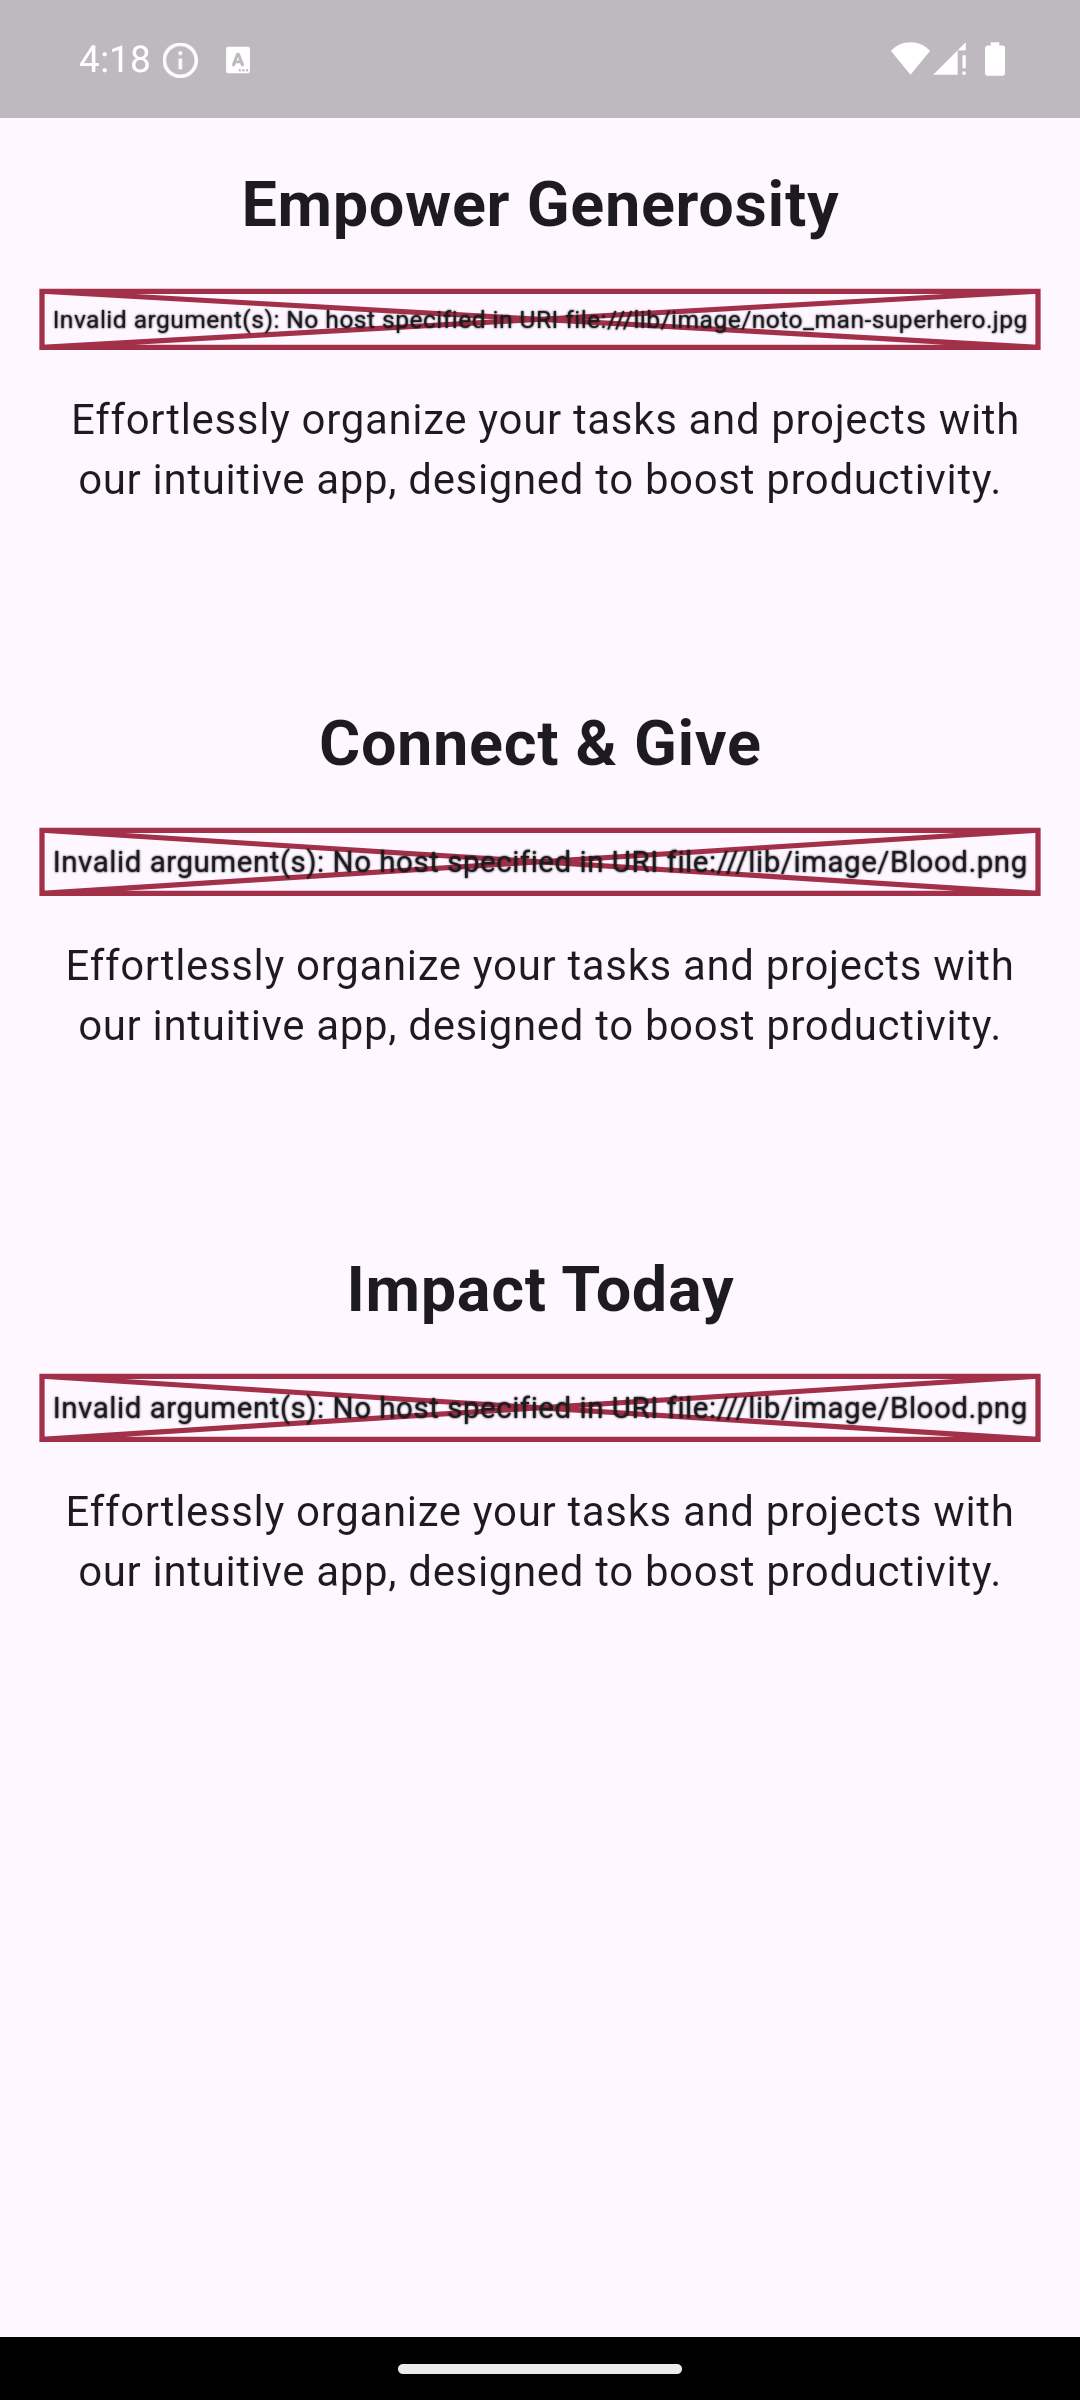 4:18
Empower Generosity
Invalid argument(s): No host specified in URI file:///lib/image/noto_man-superhero.jpg
Effortlessly organize your tasks and projects with
our intuitive app, designed to boost productivity.
Connect & Give
Invalid argument(s): No host specified in URI file:///lib/image/Blood.png
Effortlessly organize your tasks and projects with
our intuitive app, designed to boost productivity.
Impact Today
Invalid argument(s): No host specified in URI file:///lib/image/Blood.png
Effortlessly organize your tasks and projects with
our intuitive app, designed to boost productivity.